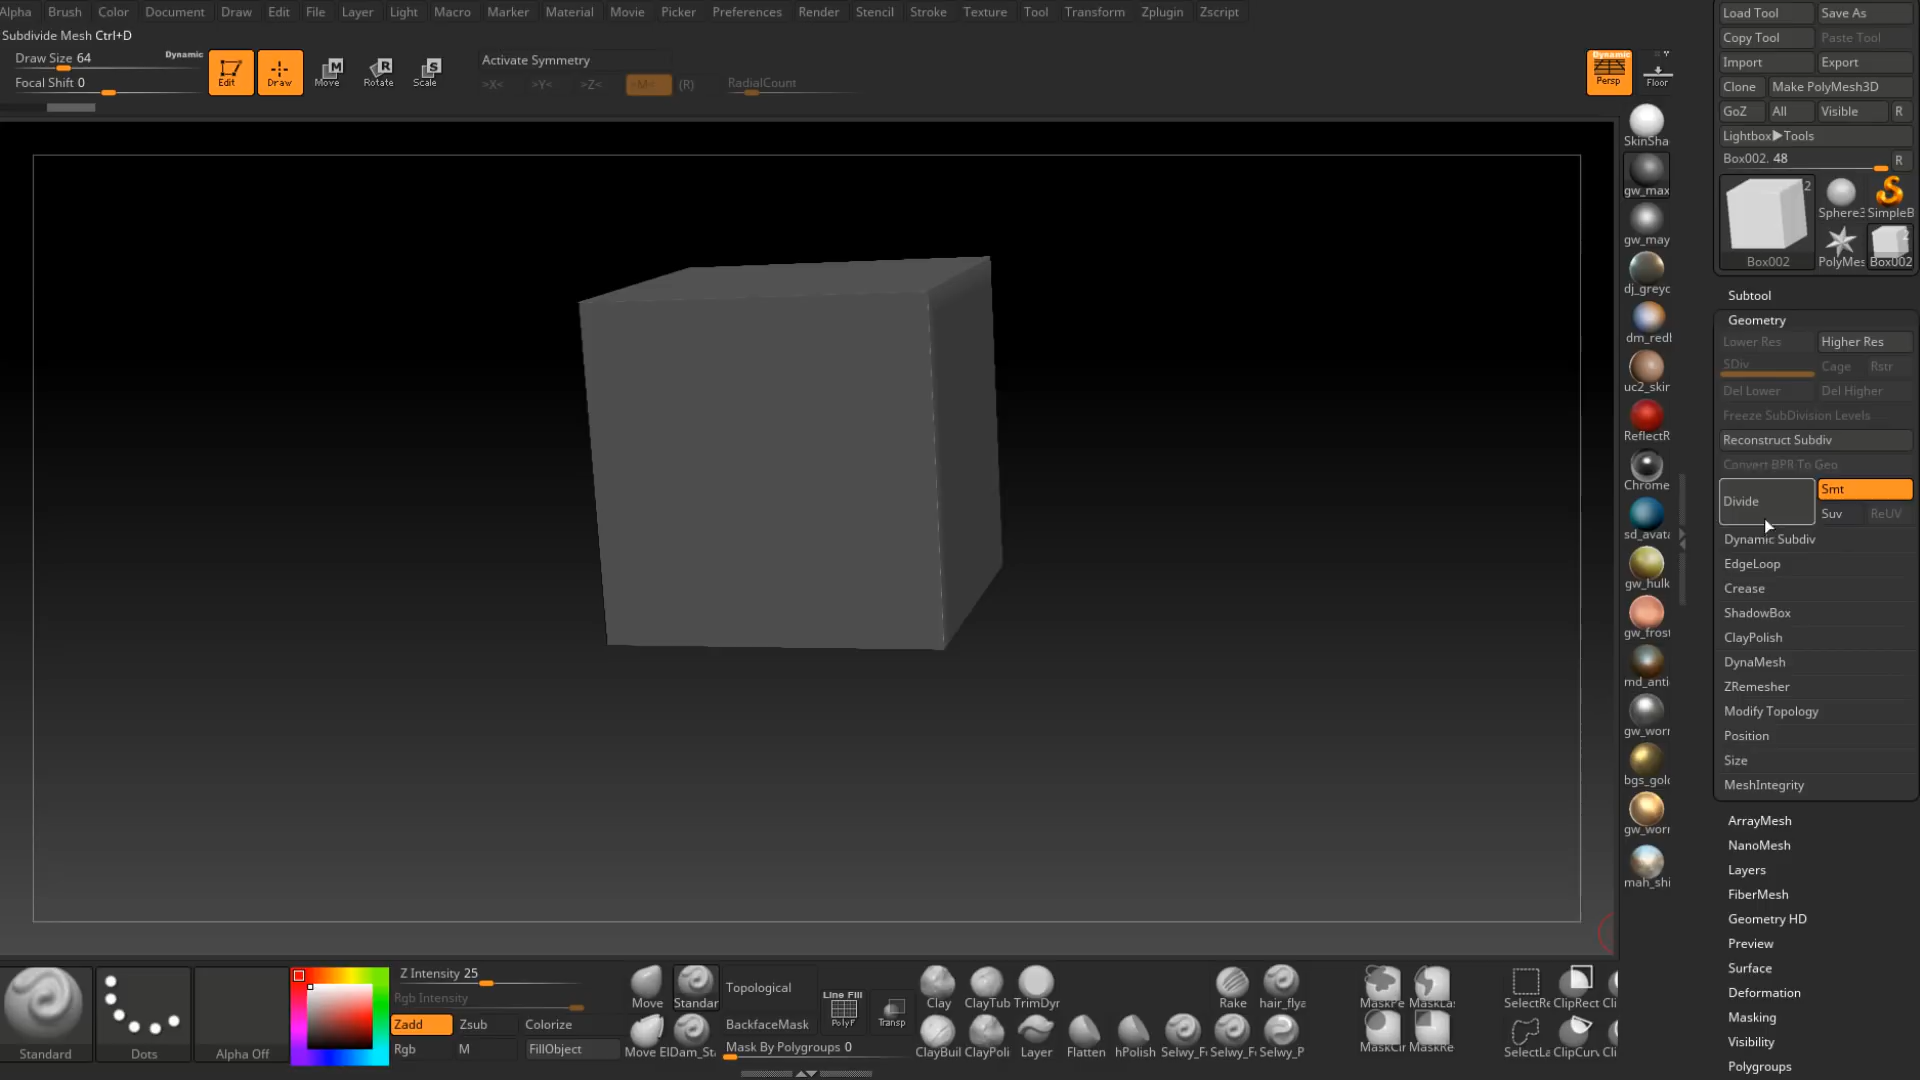 Alpha Brush Color Document Draw Edit File Layer Light Macro Marker Material Movie Picker Preferences Render Stencil Stroke Texture Tool Transform Zplugin Zscript
Subdivide Mesh Ctrl+D
Draw Size 64
Dynamic
Focal Shift 0
Edit
Draw
Move
Rotate
Scale
Activate Symmetry
>X< >Y< >Z< >M< (R) RadialCount
Dynamic
Persp
Floor
SkinSha
gw_max
gw_may
dj_greyc
dm_redl
uc2_skir
ReflectR
Chrome
sd_avata
gw_hulk
gw_frost
md_anti
gw_worr
bgs_gold
gw_worr
mah_shi
Load Tool Save As
Copy Tool Paste Tool
Import Export
Clone Make PolyMesh3D
GoZ All Visible R
Lightbox▶Tools
Box002. 48 R
2
Sphere3 SimpleB
2
Box002 PolyMes Box002
Subtool
Geometry
Lower Res Higher Res
SDiv Cage Rstr
Del Lower Del Higher
Freeze SubDivision Levels
Reconstruct Subdiv
Convert BPR To Geo
Divide Smt
Suv ReUV
Dynamic Subdiv
EdgeLoop
Crease
ShadowBox
ClayPolish
DynaMesh
ZRemesher
Modify Topology
Position
Size
MeshIntegrity
ArrayMesh
NanoMesh
Layers
FiberMesh
Geometry HD
Preview
Surface
Deformation
Masking
Visibility
Polygroups
Standard
Dots
Alpha Off
Z Intensity 25
Rgb Intensity
Zadd Zsub Colorize
Rgb M FillObject
Move Standar
Move ElDam_St
Topological
BackfaceMask
Mask By Polygroups 0
Line Fill
PolyF
Transp
Clay ClayTub TrimDyr
ClayBuil ClayPoli Layer Flatten hPolish Selwy_F Selwy_F Selwy_P
Rake hair_flya
MaskPe MaskLa
MaskCir MaskRe
SelectRe ClipRect Cli
SelectLa ClipCurv Cli